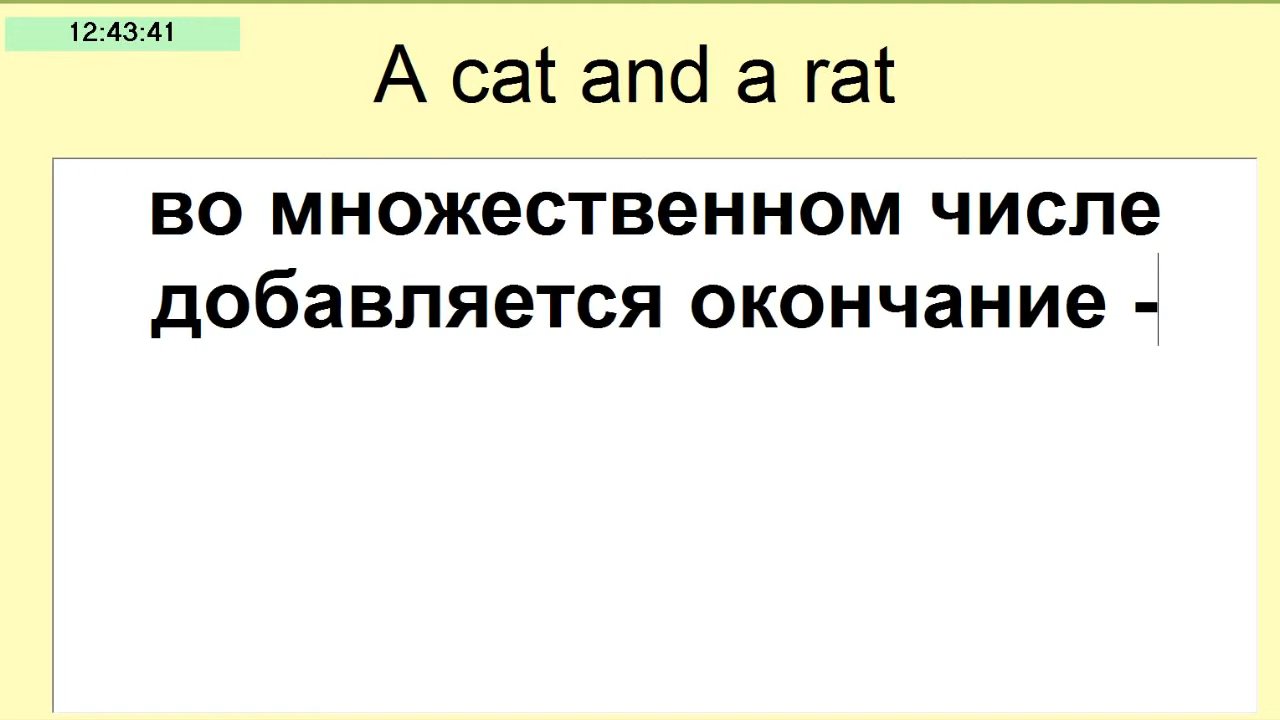 12:43:41
A cat and a rat
во множественном числе
добавляется окончание -